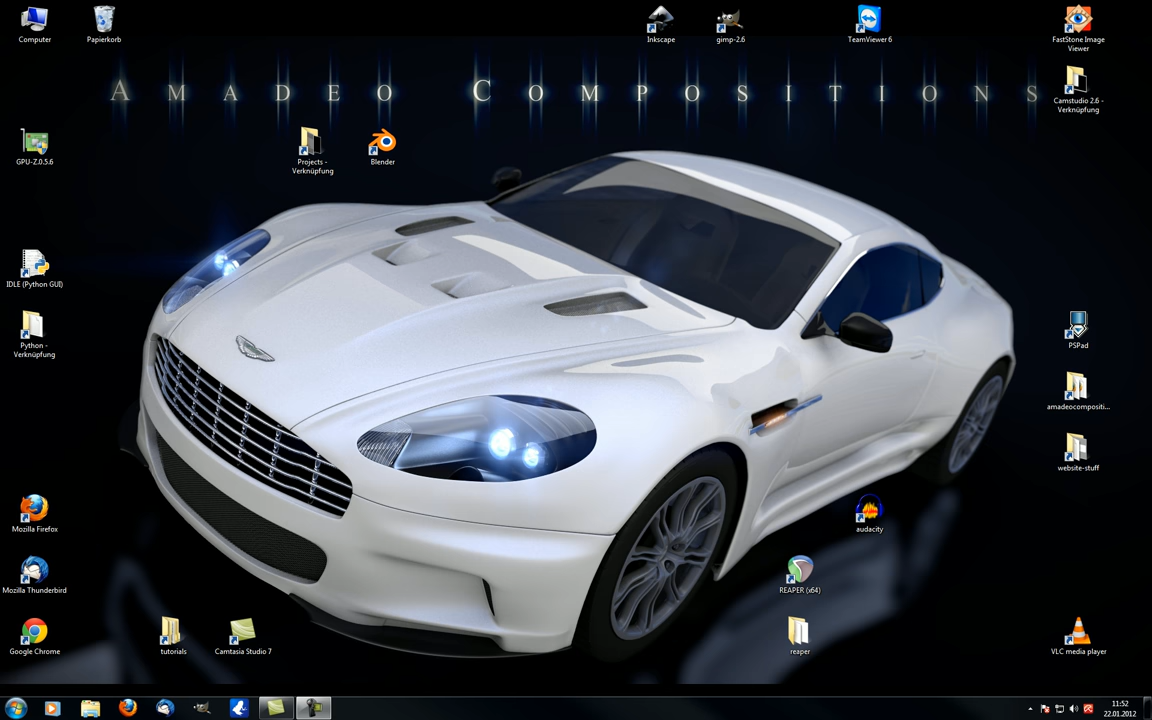 Computer
Papierkorb
Inkscape
gimp-2.6
TeamViewer 6
FastStone Image
Viewer
AMADEO COMPOSITIONS
Camstudio 2.6 -
Verknüpfung
GPU-Z.0.5.6
Projects -
Verknüpfung
Blender
IDLE (Python GUI)
Python -
Verknüpfung
PSPad
amadeocompositi...
website-stuff
Mozilla Firefox
audacity
Mozilla Thunderbird
REAPER (x64)
Google Chrome
tutorials
Camtasia Studio 7
reaper
VLC media player
11:52
22.01.2012